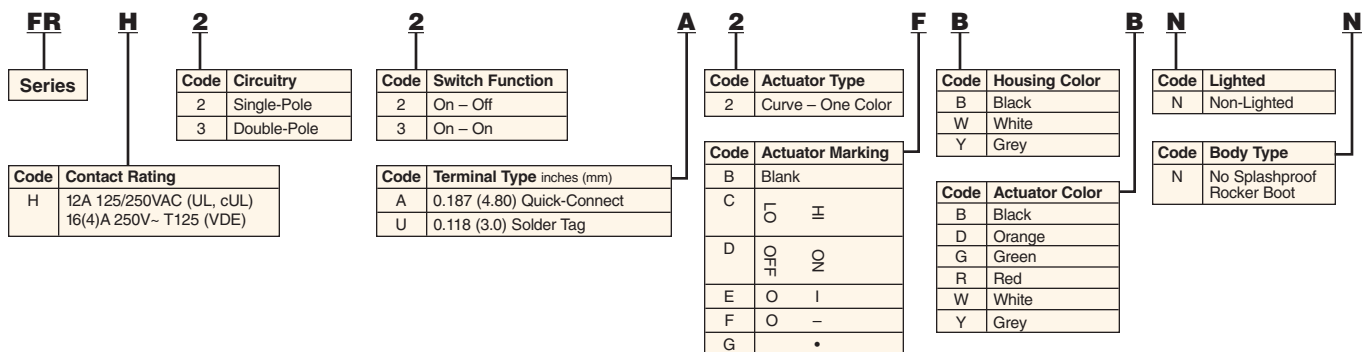 FR H 2 2 A 2 F B B N N
Series
Code Circuitry
2 Single-Pole
3 Double-Pole
Code Contact Rating
H 12A 125/250VAC (UL, cUL)
16(4)A 250V~ T125 (VDE)
Code Switch Function
2 On – Off
3 On – On
Code Terminal Type inches (mm)
A 0.187 (4.80) Quick-Connect
U 0.118 (3.0) Solder Tag
Code Actuator Type
2 Curve – One Color
Code Actuator Marking
B Blank
C LO HI
D OFF ON
E O I
F O –
G •
Code Housing Color
B Black
W White
Y Grey
Code Actuator Color
B Black
D Orange
G Green
R Red
W White
Y Grey
Code Lighted
N Non-Lighted
Code Body Type
N No Splashproof
Rocker Boot